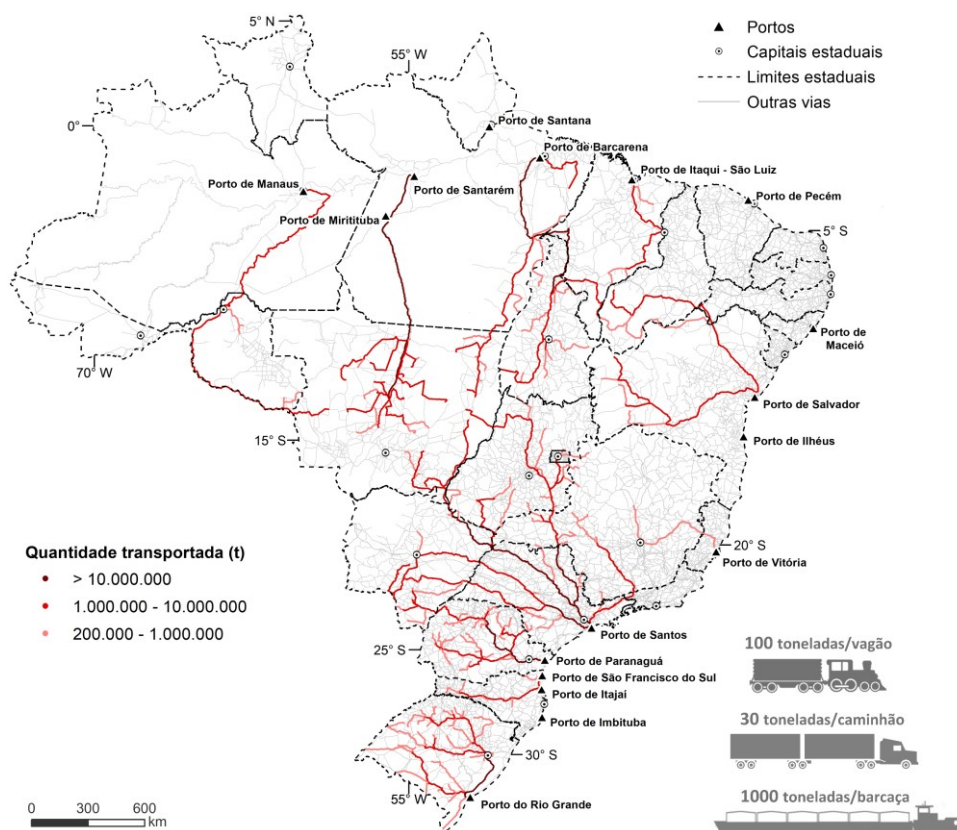 5° N
55° W
Portos
Capitais estaduais
Limites estaduais
Outras vias
0°
Porto de Santana
Porto de Barcarena
Porto de Manaus
Porto de Santarém
Porto de Itaqui - São Luiz
Porto de Pecém
Porto de Miritituba
5° S
70° W
Porto de
Maceió
Porto de Salvador
15° S
Porto de Ilhéus
20° S
Porto de Vitória
Quantidade transportada (t)
> 10.000.000
1.000.000 - 10.000.000
200.000 - 1.000.000
Porto de Santos
25° S
Porto de Paranaguá
Porto de São Francisco do Sul
Porto de Itajaí
Porto de Imbituba
30° S
55° W
Porto do Rio Grande
0 300 600
km
100 toneladas/vagão
30 toneladas/caminhão
1000 toneladas/barcaça